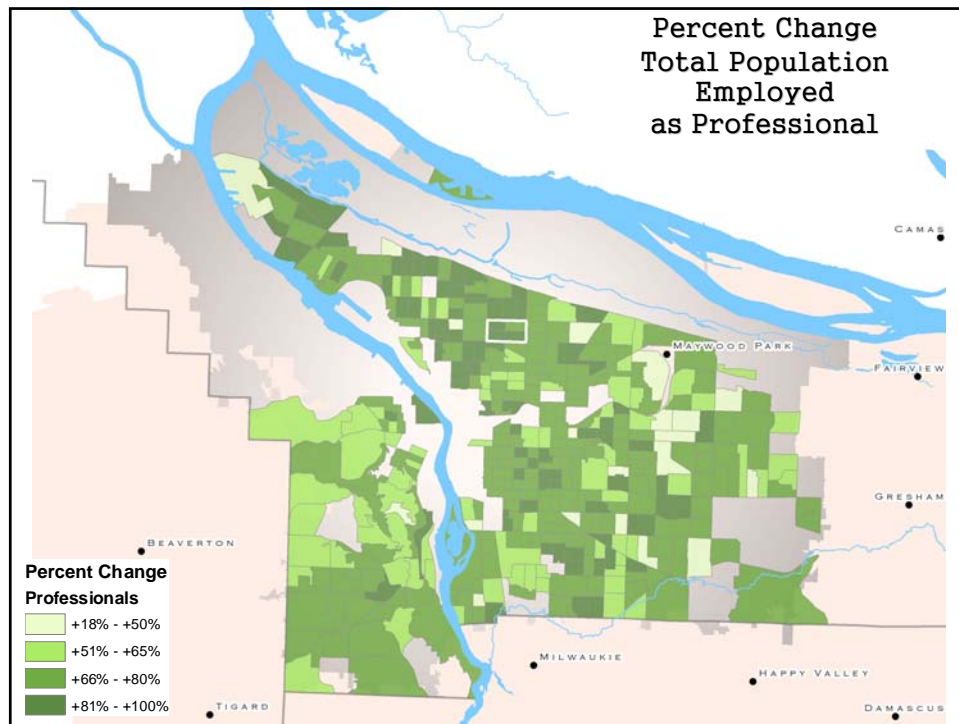 Percent Change
Total Population
Employed
as Professional
CAMAS
MAYWOOD PARK
FAIRVIEW
GRESHAM
BEAVERTON
MILWAUKIE
HAPPY VALLEY
TIGARD
DAMASCUS
Percent Change
Professionals
+18% - +50%
+51% - +65%
+66% - +80%
+81% - +100%